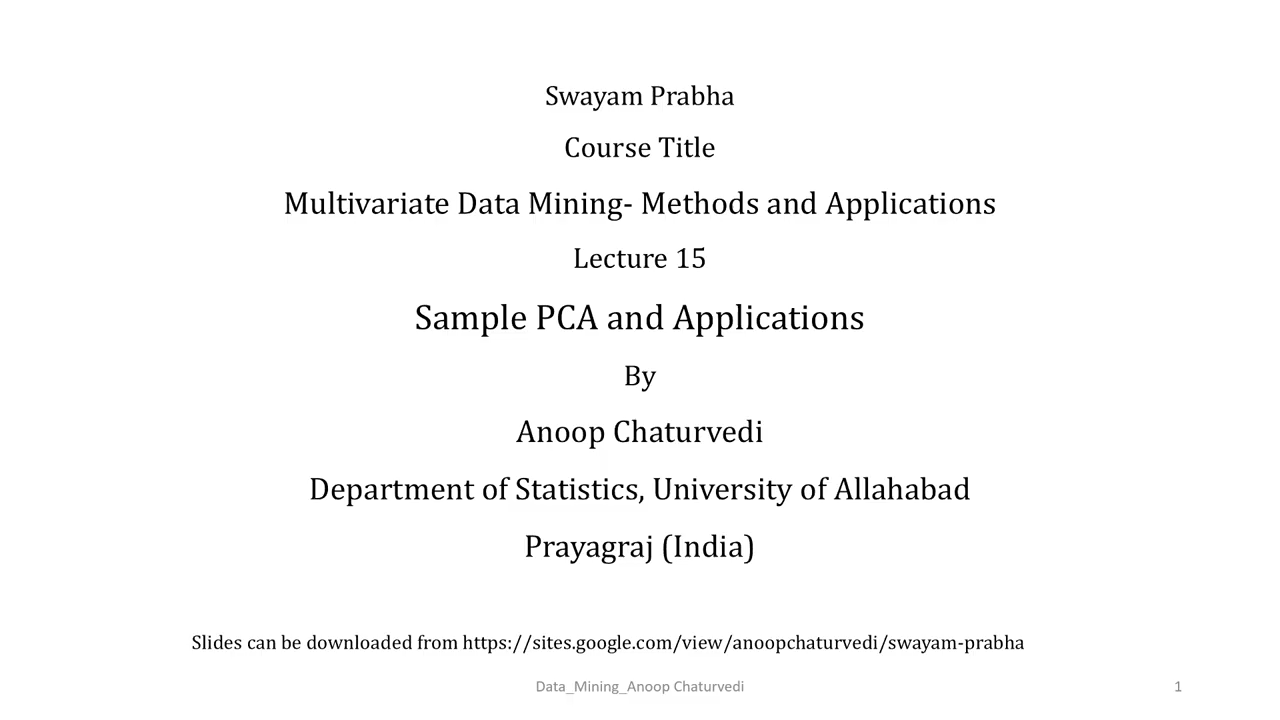 Swayam Prabha
Course Title
Multivariate Data Mining- Methods and Applications
Lecture 15
Sample PCA and Applications
By
Anoop Chaturvedi
Department of Statistics, University of Allahabad
Prayagraj (India)
Slides can be downloaded from https://sites.google.com/view/anoopchaturvedi/swayam-prabha
Data_Mining_Anoop Chaturvedi
1